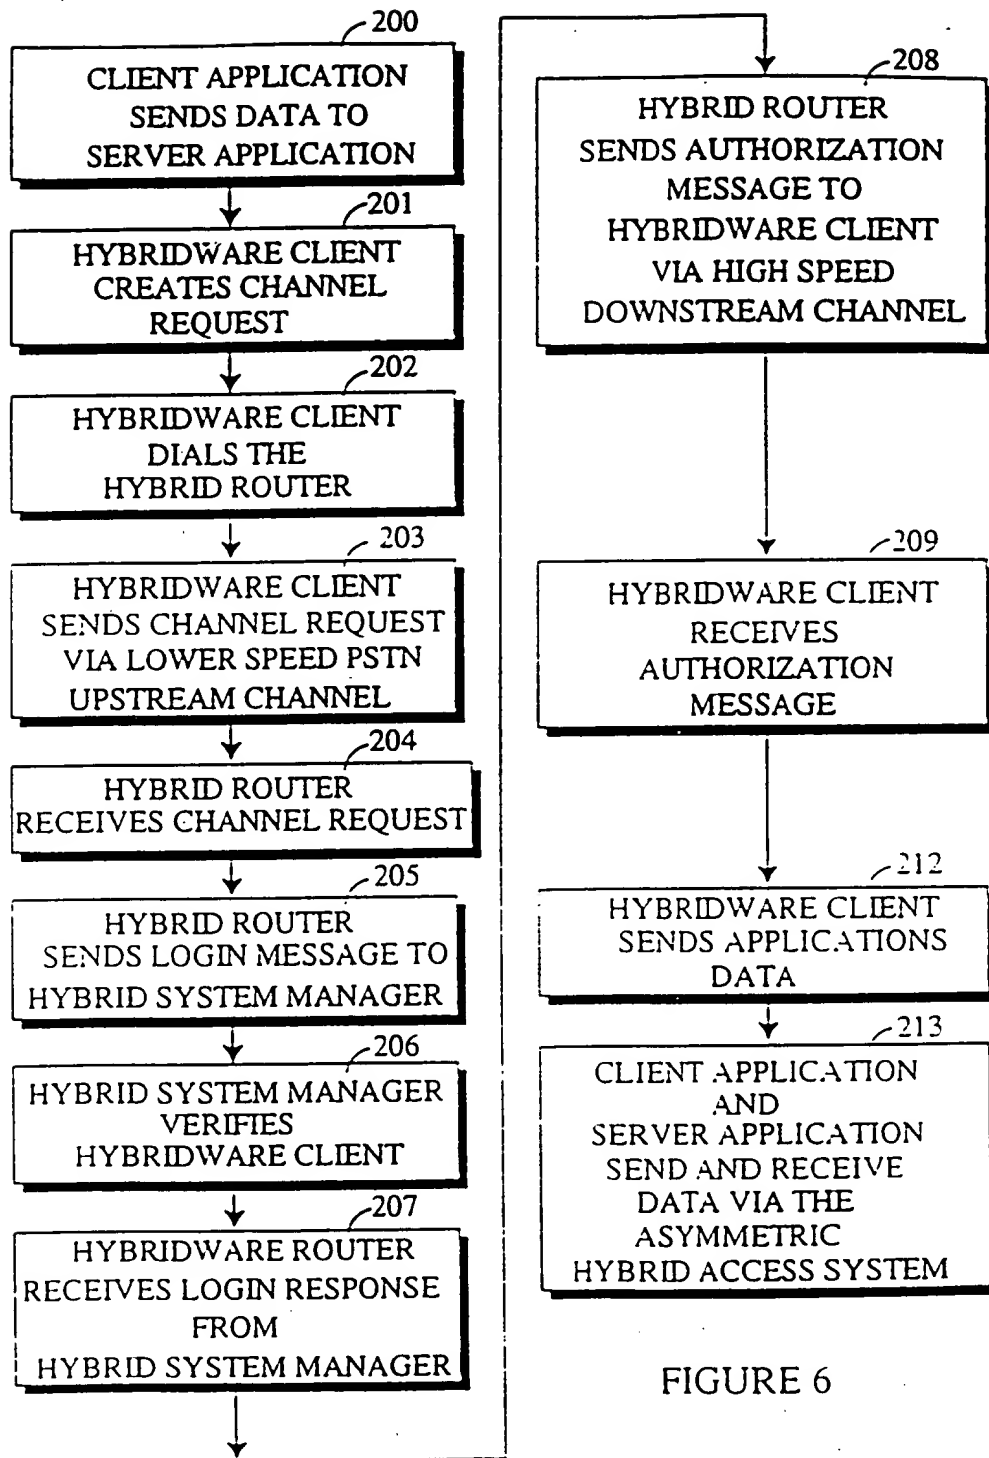 200
CLIENT APPLICATION
SENDS DATA TO
SERVER APPLICATION
201
HYBRIDWARE CLIENT
CREATES CHANNEL
REQUEST
202
HYBRIDWARE CLIENT
DIALS THE
HYBRID ROUTER
203
HYBRIDWARE CLIENT
SENDS CHANNEL REQUEST
VIA LOWER SPEED PSTN
UPSTREAM CHANNEL
204
HYBRID ROUTER
RECEIVES CHANNEL REQUEST
205
HYBRID ROUTER
SENDS LOGIN MESSAGE TO
HYBRID SYSTEM MANAGER
206
HYBRID SYSTEM MANAGER
VERIFIES
HYBRIDWARE CLIENT
207
HYBRIDWARE ROUTER
RECEIVES LOGIN RESPONSE
FROM
HYBRID SYSTEM MANAGER
208
HYBRID ROUTER
SENDS AUTHORIZATION
MESSAGE TO
HYBRIDWARE CLIENT
VIA HIGH SPEED
DOWNSTREAM CHANNEL
209
HYBRIDWARE CLIENT
RECEIVES
AUTHORIZATION
MESSAGE
212
HYBRIDWARE CLIENT
SENDS APPLICATIONS
DATA
213
CLIENT APPLICATION
AND
SERVER APPLICATION
SEND AND RECEIVE
DATA VIA THE
ASYMMETRIC
HYBRID ACCESS SYSTEM
FIGURE 6